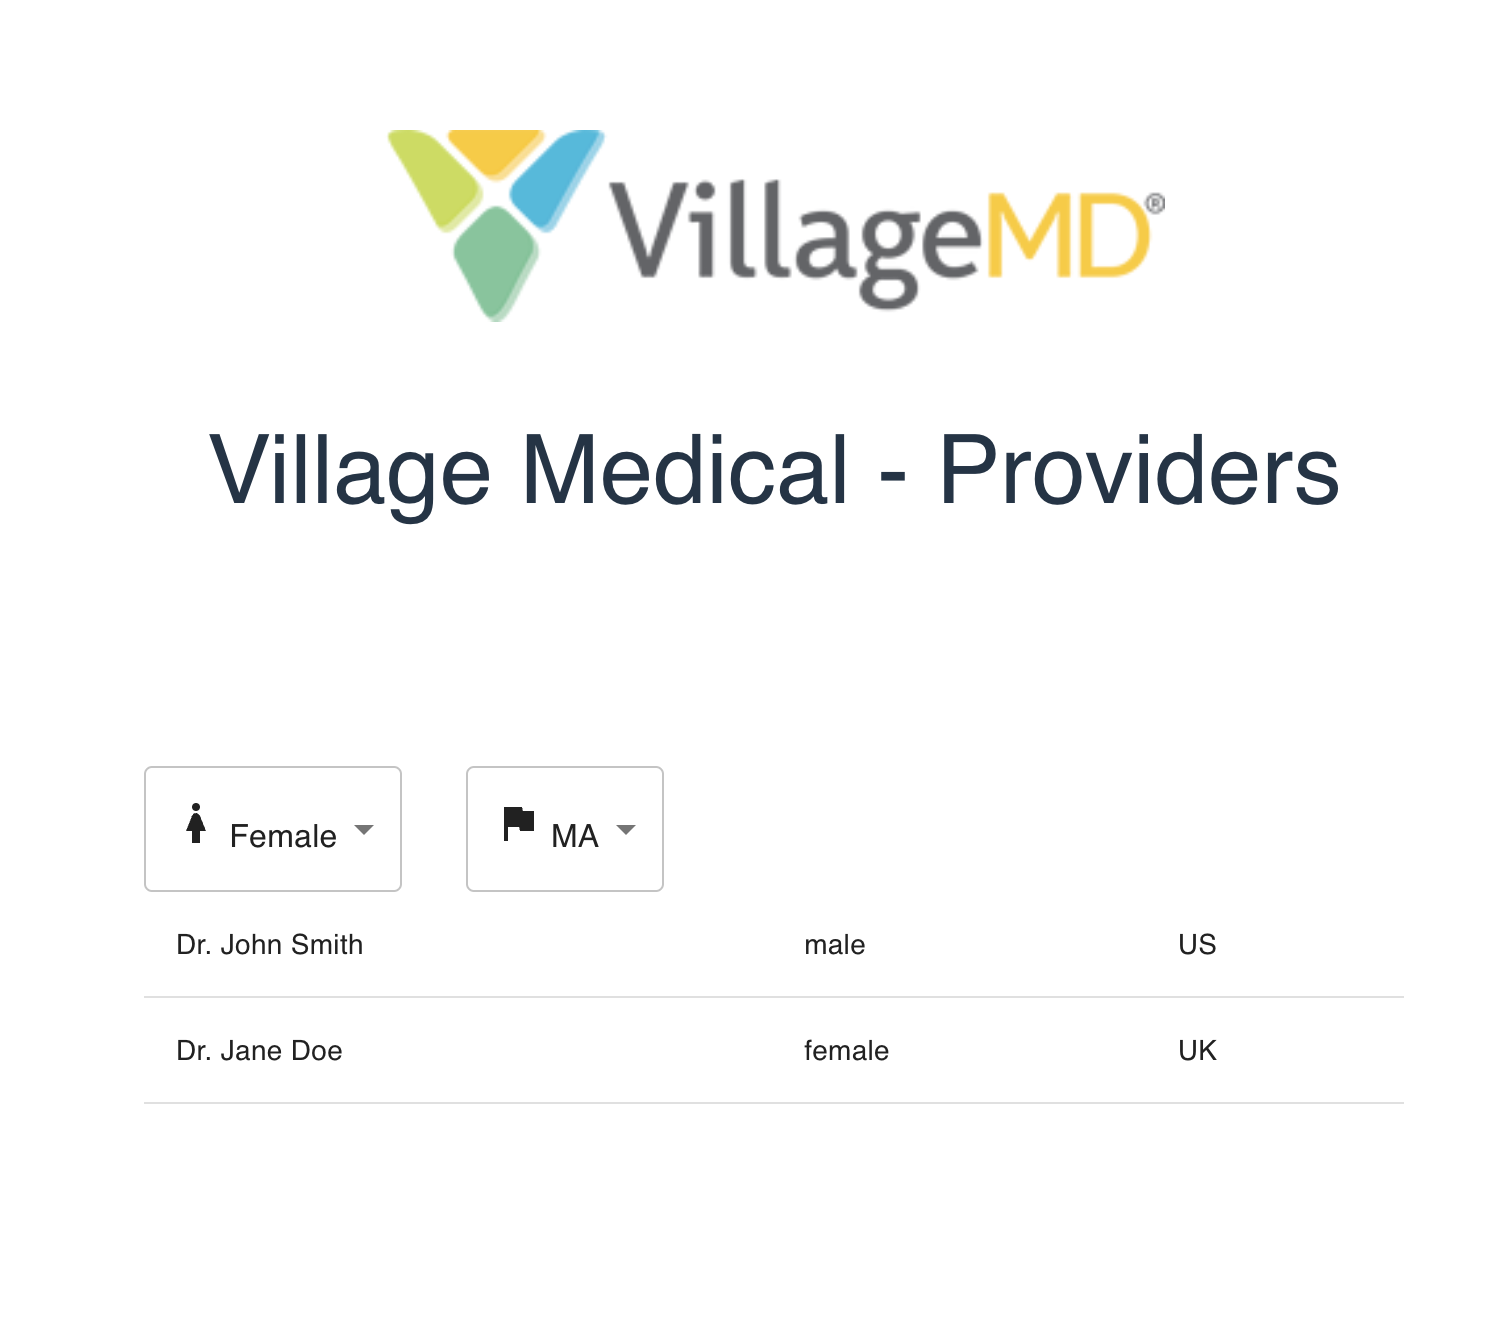 VillageMD®
Village Medical - Providers
Female
MA
Dr. John Smith male US
Dr. Jane Doe female UK